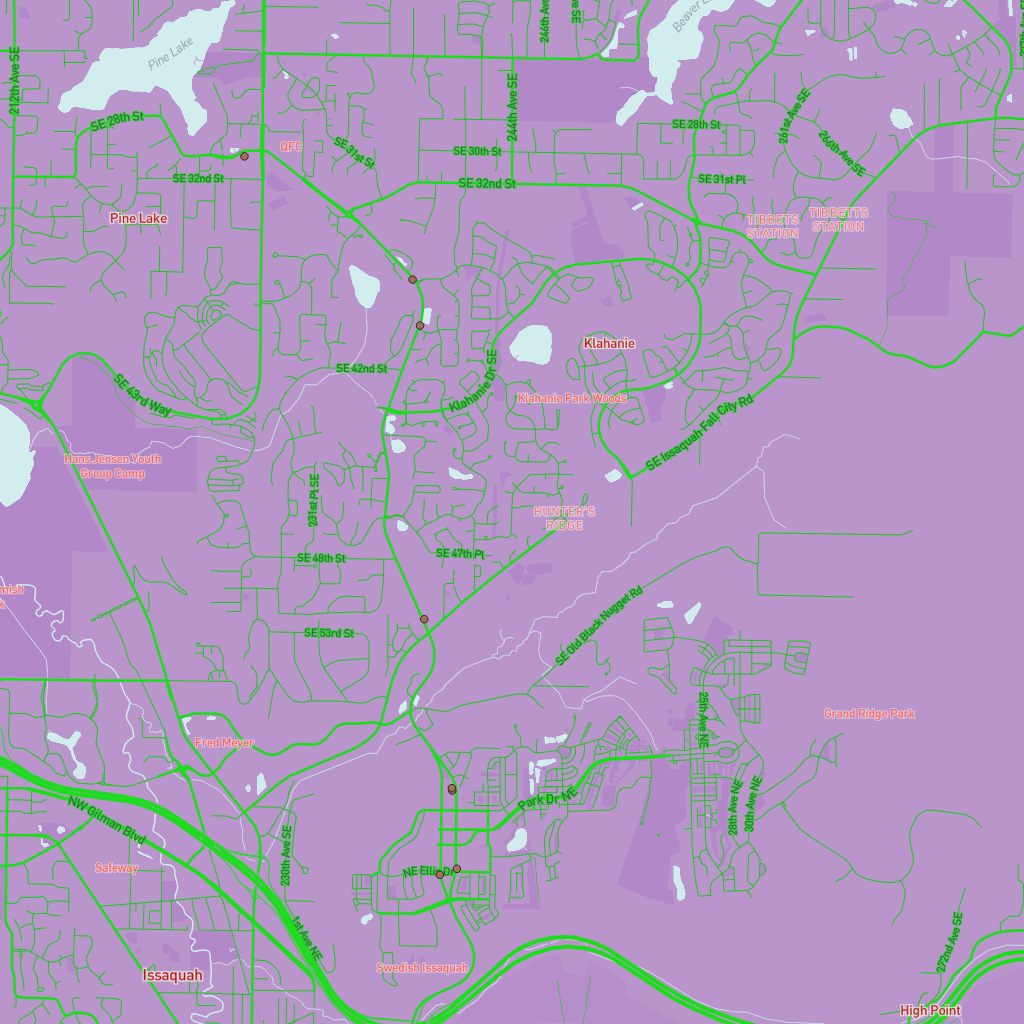 246th Ave SE
Pine Lake
212th Ave SE
244th Ave SE
SE 28th St
SE 28th St
261st Ave SE
266th Ave SE
QFC
SE 31st St
SE 30th St
SE 32nd St
SE 32nd St
SE 31st Pl
Pine Lake
TIBBETS
STATION
TIBBETTS
STATION
Klahanie
SE 42nd St
Klahanie Dr SE
SE 43rd Way
Klahanie Park Woods
SE Issaquah Fall City Rd
Hans Jensen Youth
Group Camp
231st Pl SE
HUNTER'S
RIDGE
SE 48th St
SE 47th Pl
SE Old Black Nugget Rd
SE 53rd St
25th Ave NE
Grand Ridge Park
Fred Meyer
Park Dr NE
28th Ave NE
30th Ave NE
NW Gilman Blvd
230th Ave SE
Safeway
NE Ellis Dr
1st Ave NE
272nd Ave SE
Swedish Issaquah
Issaquah
High Point